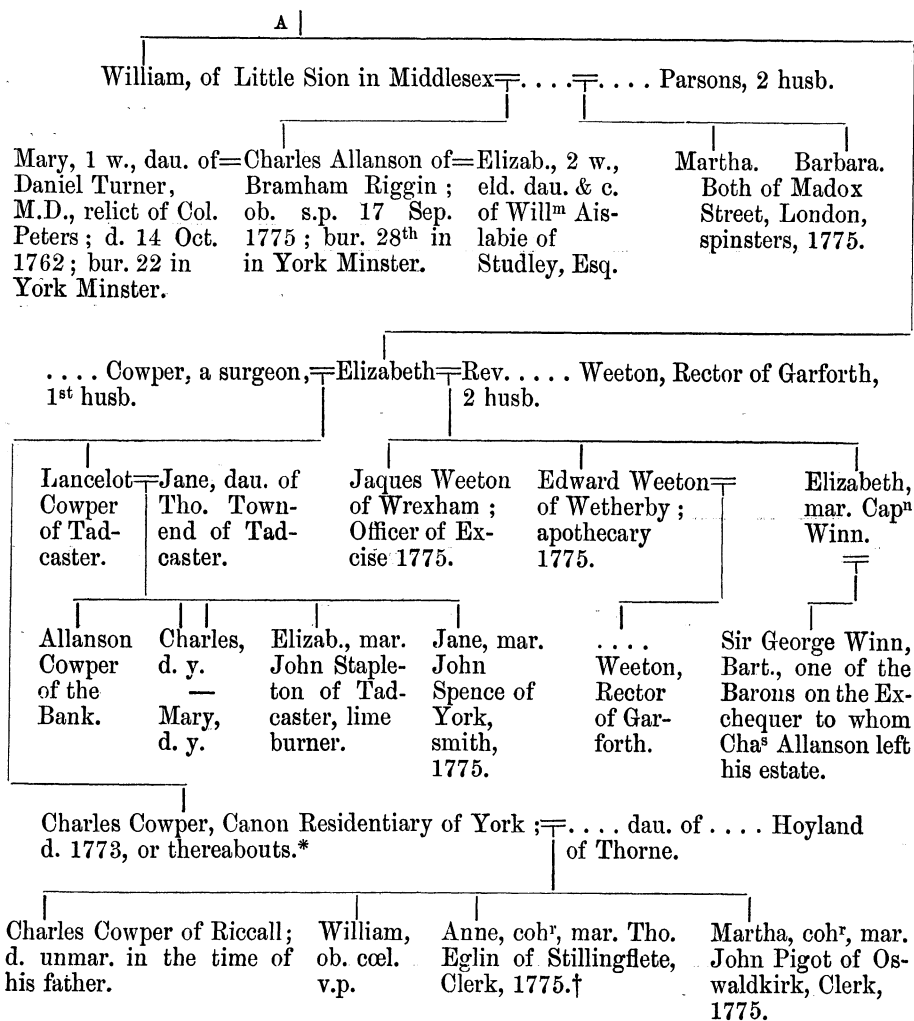 A
William, of Little Sion in Middlesex=. . . .=. . . . Parsons, 2 husb.
Mary, 1 w., dau. of=
Daniel Turner,
M.D., relict of Col.
Peters ; d. 14 Oct.
1762 ; bur. 22 in
York Minster.
Charles Allanson of=
Bramham Riggin ;
ob. s.p. 17 Sep.
1775 ; bur. 28th in
in York Minster.
Elizab., 2 w.,
eld. dau. & c.
of Willm Ais-
labie of
Studley, Esq.
Martha. Barbara.
Both of Madox
Street, London,
spinsters, 1775.
. . . . Cowper, a surgeon,=Elizabeth=Rev. . . . . Weeton, Rector of Garforth,
1st husb. 2 husb.
Lancelot=
Cowper
of Tad-
caster.
Jane, dau. of
Tho. Town-
end of Tad-
caster.
Jaques Weeton
of Wrexham ;
Officer of Ex-
cise 1775.
Edward Weeton=
of Wetherby ;
apothecary
1775.
Elizabeth,
mar. Capn
Winn.
=
Allanson
Cowper
of the
Bank.
Charles,
d. y.
—
Mary,
d. y.
Elizab., mar.
John Staple-
ton of Tad-
caster, lime
burner.
Jane, mar.
John
Spence of
York,
smith,
1775.
. . . .
Weeton,
Rector
of Gar-
forth.
Sir George Winn,
Bart., one of the
Barons on the Ex-
chequer to whom
Chas Allanson left
his estate.
Charles Cowper, Canon Residentiary of York ;=. . . . dau. of . . . . Hoyland
d. 1773, or thereabouts.* of Thorne.
Charles Cowper of Riccall;
d. unmar. in the time of
his father.
William,
ob. cœl.
v.p.
Anne, cohr, mar. Tho.
Eglin of Stillingflete,
Clerk, 1775.†
Martha, cohr, mar.
John Pigot of Os-
waldkirk, Clerk,
1775.